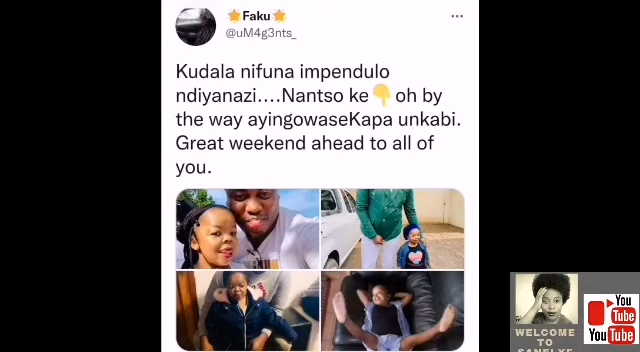 Faku
@uM4g3nts_
Kudala nifuna impendulo
ndiyanazi....Nantso ke👇 oh by
the way ayingowaseKapa unkabi.
Great weekend ahead to all of
you.
You
Tube
YouTube
WELCOME
TO